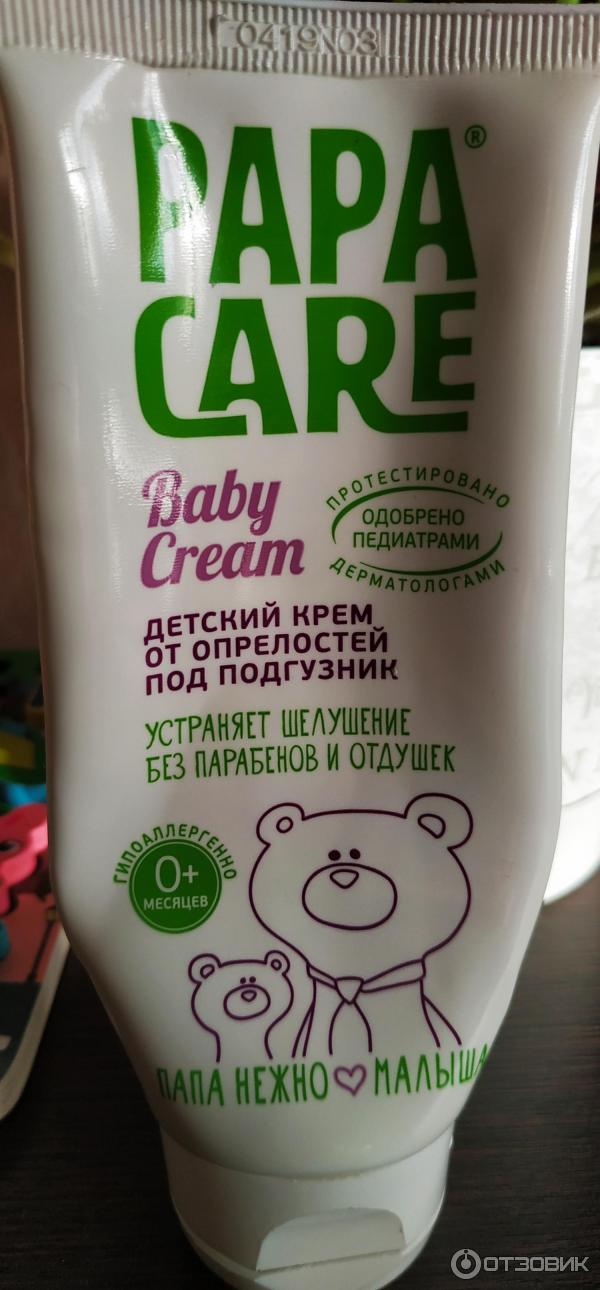 0419N03
PAPA®
CARE
Baby
Cream
ПРОТЕСТИРОВАНО
ОДОБРЕНО
ПЕДИАТРАМИ
ДЕРМАТОЛОГАМИ
ДЕТСКИЙ КРЕМ
ОТ ОПРЕЛОСТЕЙ
ПОД ПОДГУЗНИК
УСТРАНЯЕТ ШЕЛУШЕНИЕ
БЕЗ ПАРАБЕНОВ И ОТДУШЕК
ГИПОАЛЛЕРГЕННО
0+
МЕСЯЦЕВ
ПАПА НЕЖНО ♡ МАЛЫША
ОТЗОВИК